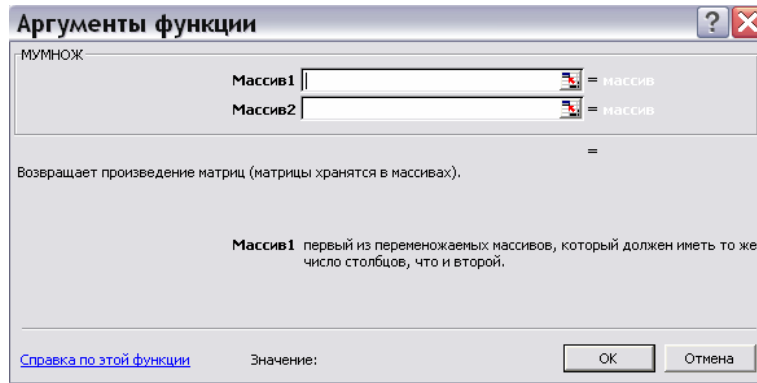 Аргументы функции
МУМНОЖ
Массив1 = массив
Массив2 = массив
=
Возвращает произведение матриц (матрицы хранятся в массивах).
Массив1 первый из переменожаемых массивов, который должен иметь то же
число столбцов, что и второй.
Справка по этой функции Значение: ОК Отмена